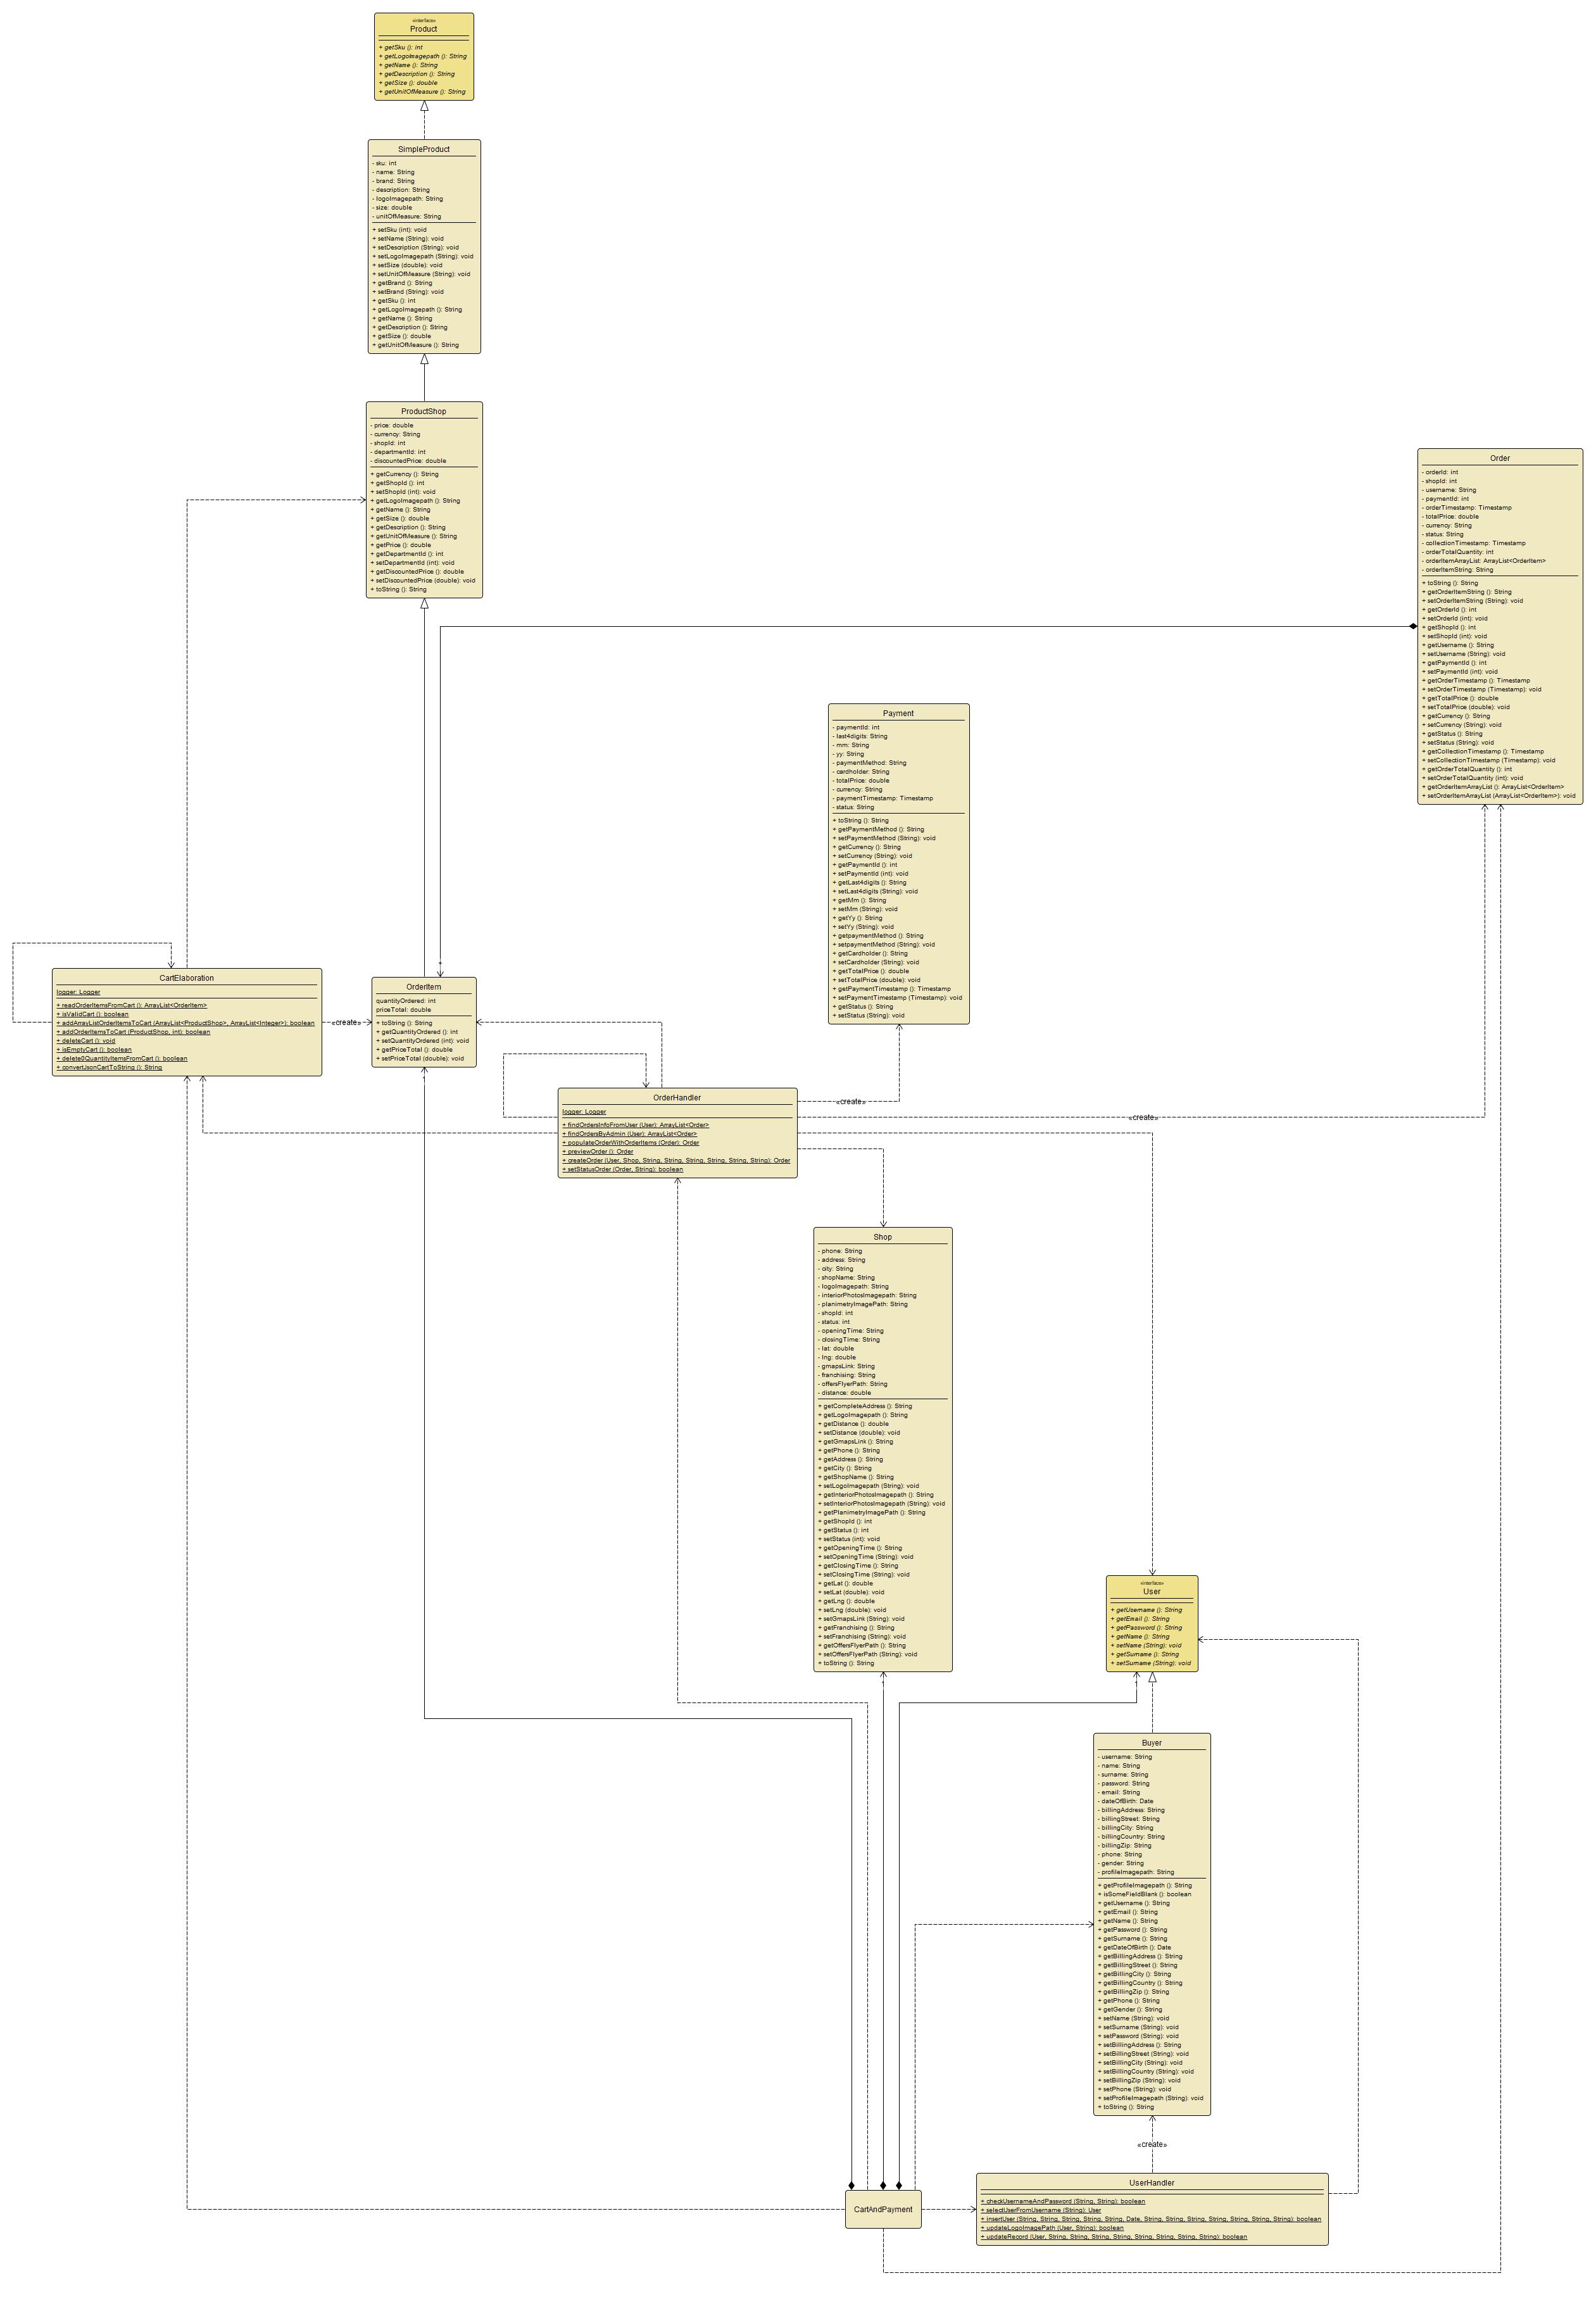 «interface»
Product
+ getSku (): int
+ getLogoImagepath (): String
+ getName (): String
+ getDescription (): String
+ getSize (): double
+ getUnitOfMeasure (): String
SimpleProduct
- sku: int
- name: String
- brand: String
- description: String
- logoImagepath: String
- size: double
- unitOfMeasure: String
+ setSku (int): void
+ setName (String): void
+ setDescription (String): void
+ setLogoImagepath (String): void
+ setSize (double): void
+ setUnitOfMeasure (String): void
+ getBrand (): String
+ setBrand (String): void
+ getSku (): int
+ getLogoImagepath (): String
+ getName (): String
+ getDescription (): String
+ getSize (): double
+ getUnitOfMeasure (): String
ProductShop
- price: double
- currency: String
- shopId: int
- departmentId: int
- discountedPrice: double
+ getCurrency (): String
+ getShopId (): int
+ setShopId (int): void
+ getLogoImagepath (): String
+ getName (): String
+ getSize (): double
+ getDescription (): String
+ getUnitOfMeasure (): String
+ getPrice (): double
+ getDepartmentId (): int
+ setDepartmentId (int): void
+ getDiscountedPrice (): double
+ setDiscountedPrice (double): void
+ toString (): String
Order
- orderId: int
- shopId: int
- username: String
- paymentId: int
- orderTimestamp: Timestamp
- totalPrice: double
- currency: String
- status: String
- collectionTimestamp: Timestamp
- orderTotalQuantity: int
- orderItemArrayList: ArrayList<OrderItem>
- orderItemString: String
+ toString (): String
+ getOrderItemString (): String
+ setOrderItemString (String): void
+ getOrderId (): int
+ setOrderId (int): void
+ getShopId (): int
+ setShopId (int): void
+ getUsername (): String
+ setUsername (String): void
+ getPaymentId (): int
+ setPaymentId (int): void
+ getOrderTimestamp (): Timestamp
+ setOrderTimestamp (Timestamp): void
+ getTotalPrice (): double
+ setTotalPrice (double): void
+ getCurrency (): String
+ setCurrency (String): void
+ getStatus (): String
+ setStatus (String): void
+ getCollectionTimestamp (): Timestamp
+ setCollectionTimestamp (Timestamp): void
+ getOrderTotalQuantity (): int
+ setOrderTotalQuantity (int): void
+ getOrderItemArrayList (): ArrayList<OrderItem>
+ setOrderItemArrayList (ArrayList<OrderItem>): void
Payment
- paymentId: int
- last4digits: String
- mm: String
- yy: String
- paymentMethod: String
- cardholder: String
- totalPrice: double
- currency: String
- paymentTimestamp: Timestamp
- status: String
+ toString (): String
+ getPaymentMethod (): String
+ setPaymentMethod (String): void
+ getCurrency (): String
+ setCurrency (String): void
+ getPaymentId (): int
+ setPaymentId (int): void
+ getLast4digits (): String
+ setLast4digits (String): void
+ getMm (): String
+ setMm (String): void
+ getYy (): String
+ setYy (String): void
+ getpaymentMethod (): String
+ setpaymentMethod (String): void
+ getCardholder (): String
+ setCardholder (String): void
+ getTotalPrice (): double
+ setTotalPrice (double): void
+ getPaymentTimestamp (): Timestamp
+ setPaymentTimestamp (Timestamp): void
+ getStatus (): String
+ setStatus (String): void
CartElaboration
logger: Logger
+ readOrderItemsFromCart (): ArrayList<OrderItem>
+ isValidCart (): boolean
+ addArrayListOrderItemsToCart (ArrayList<ProductShop>, ArrayList<Integer>): boolean
+ addOrderItemsToCart (ProductShop, int): boolean
+ deleteCart (): void
+ isEmptyCart (): boolean
+ delete0QuantityItemsFromCart (): boolean
+ convertJsonCartToString (): String
«create»
*
OrderItem
quantityOrdered: int
priceTotal: double
+ toString (): String
+ getQuantityOrdered (): int
+ setQuantityOrdered (int): void
+ getPriceTotal (): double
+ setPriceTotal (double): void
OrderHandler
logger: Logger
+ findOrdersInfoFromUser (User): ArrayList<Order>
+ findOrdersByAdmin (User): ArrayList<Order>
+ populateOrderWithOrderItems (Order): Order
+ previewOrder (): Order
+ createOrder (User, Shop, String, String, String, String, String, String): Order
+ setStatusOrder (Order, String): boolean
«create»
«create»
Shop
- phone: String
- address: String
- city: String
- shopName: String
- logoImagepath: String
- interiorPhotosImagepath: String
- planimetryImagePath: String
- shopId: int
- status: int
- openingTime: String
- closingTime: String
- lat: double
- lng: double
- gmapsLink: String
- franchising: String
- offersFlyerPath: String
- distance: double
+ getCompleteAddress (): String
+ getLogoImagepath (): String
+ getDistance (): double
+ setDistance (double): void
+ getGmapsLink (): String
+ getPhone (): String
+ getAddress (): String
+ getCity (): String
+ getShopName (): String
+ setLogoImagepath (String): void
+ getInteriorPhotosImagepath (): String
+ setInteriorPhotosImagepath (String): void
+ getPlanimetryImagePath (): String
+ getShopId (): int
+ getStatus (): int
+ setStatus (int): void
+ getOpeningTime (): String
+ setOpeningTime (String): void
+ getClosingTime (): String
+ setClosingTime (String): void
+ getLat (): double
+ setLat (double): void
+ getLng (): double
+ setLng (double): void
+ setGmapsLink (String): void
+ getFranchising (): String
+ setFranchising (String): void
+ getOffersFlyerPath (): String
+ setOffersFlyerPath (String): void
+ toString (): String
«interface»
User
+ getUsername (): String
+ getEmail (): String
+ getPassword (): String
+ getName (): String
+ setName (String): void
+ getSurname (): String
+ setSurname (String): void
Buyer
- username: String
- name: String
- surname: String
- password: String
- email: String
- dateOfBirth: Date
- billingAddress: String
- billingStreet: String
- billingCity: String
- billingCountry: String
- billingZip: String
- phone: String
- gender: String
- profileImagepath: String
+ getProfileImagepath (): String
+ isSomeFieldBlank (): boolean
+ getUsername (): String
+ getEmail (): String
+ getName (): String
+ getPassword (): String
+ getSurname (): String
+ getDateOfBirth (): Date
+ getBillingAddress (): String
+ getBillingStreet (): String
+ getBillingCity (): String
+ getBillingCountry (): String
+ getBillingZip (): String
+ getPhone (): String
+ getGender (): String
+ setName (String): void
+ setSurname (String): void
+ setPassword (String): void
+ setBillingAddress (): String
+ setBillingStreet (String): void
+ setBillingCity (String): void
+ setBillingCountry (String): void
+ setBillingZip (String): void
+ setPhone (String): void
+ setProfileImagepath (String): void
+ toString (): String
«create»
CartAndPayment
UserHandler
+ checkUsernameAndPassword (String, String): boolean
+ selectUserFromUsername (String): User
+ insertUser (String, String, String, String, String, Date, String, String, String, String, String, String, String): boolean
+ updateLogoImagePath (User, String): boolean
+ updateRecord (User, String, String, String, String, String, String, String, String): boolean